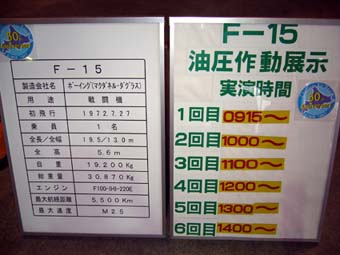 F-15
製造会社名 ボーイング(マクダネル・ダグラス)
用途 戦闘機
初飛行 1972.7.27
乗員 1名
全長/全幅 19.5/13.0m
全高 5.6m
自重 19,200Kg
総重量 30,870Kg
エンジン F100-IHI-220E
最大航続距離 5,500Km
最大速度 M2.5
F-15
油圧作動展示
実演時間
1回目 0915~
2回目 1000~
3回目 1100~
4回目 1200~
5回目 1300~
6回目 1400~